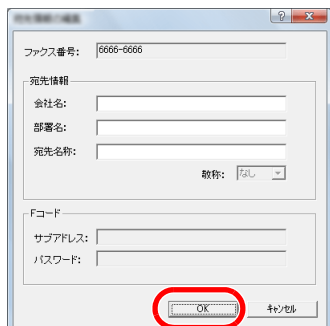 ファクス番号: 6666-6666
宛先情報
会社名:
部署名:
宛先名称:
敬称: なし
Fコード
サブアドレス:
パスワード:
OK キャンセル